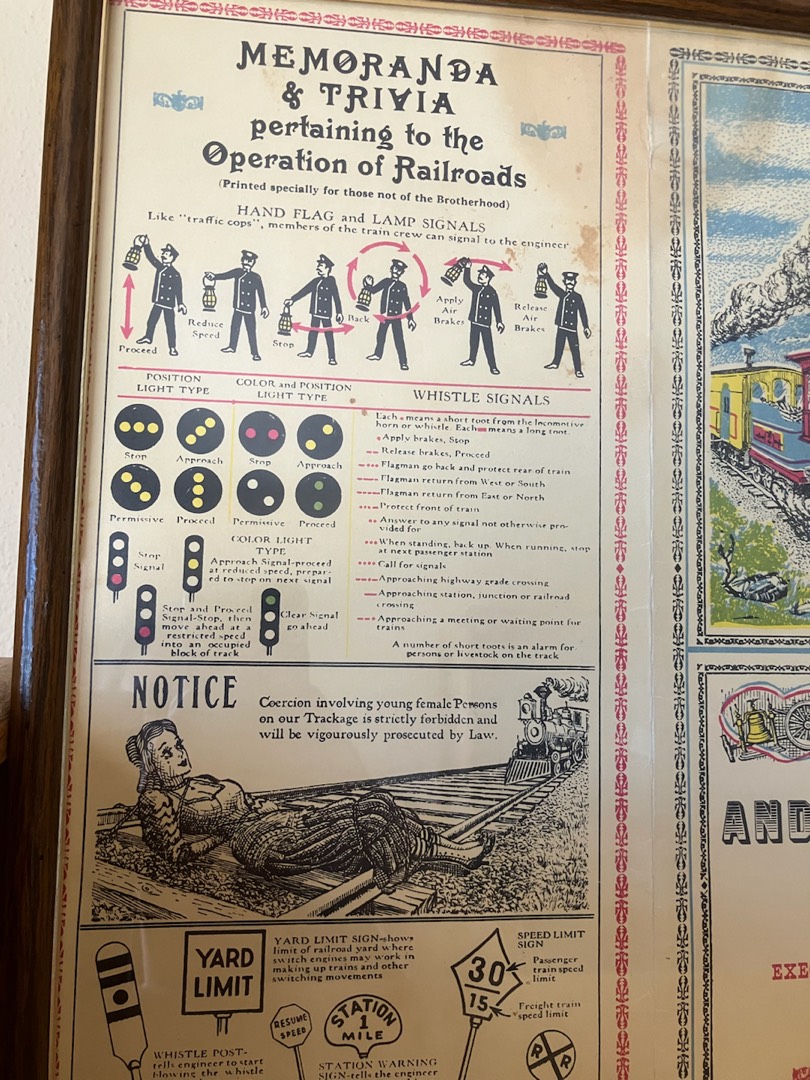 MEMORANDA
& TRIVIA
pertaining to the
Operation of Railroads
(Printed specially for those not of the Brotherhood)
HAND FLAG and LAMP SIGNALS
Like "traffic cops", members of the train crew can signal to the engineer
Proceed
Reduce
Speed
Stop
Back
Apply
Air
Brakes
Release
Air
Brakes
POSITION
LIGHT TYPE
Stop
Approach
Permissive
Proceed
COLOR and POSITION
LIGHT TYPE
Stop
Approach
Permissive
Proceed
COLOR LIGHT
TYPE
Stop
Signal
Approach Signal-proceed
at reduced speed, prepar-
ed to stop on next signal
Stop and Proceed
Signal-Stop, then
move ahead at a
restricted speed
into an occupied
block of track
Clear Signal
go ahead
WHISTLE SIGNALS
Each means a short toot from the locomotive
horn or whistle. Each means a long toot.
Apply brakes, Stop
Release brakes, Proceed
Flagman go back and protect rear of train
Flagman return from West or South
Flagman return from East or North
Protect front of train
Answer to any signal not otherwise pro-
vided for
When standing, back up. When running, stop
at next passenger station
Call for signals
Approaching highway grade crossing
Approaching station, junction or railroad
crossing
Approaching a meeting or waiting point for
trains
A number of short toots is an alarm for
persons or livestock on the track
NOTICE
Coercion involving young female Persons
on our Trackage is strictly forbidden and
will be vigourously prosecuted by Law.
YARD
LIMIT
YARD LIMIT SIGN-shows
limit of railroad yard where
switch engines may work in
making up trains and other
switching movements
SPEED LIMIT
SIGN
30
15
Passenger
train speed
limit
Freight train
speed limit
RESUME
SPEED
STATION
1
MILE
R R
WHISTLE POST-
tells engineer to start
blowing the whistle
STATION WARNING
SIGN-tells the engineer
AND
EXE